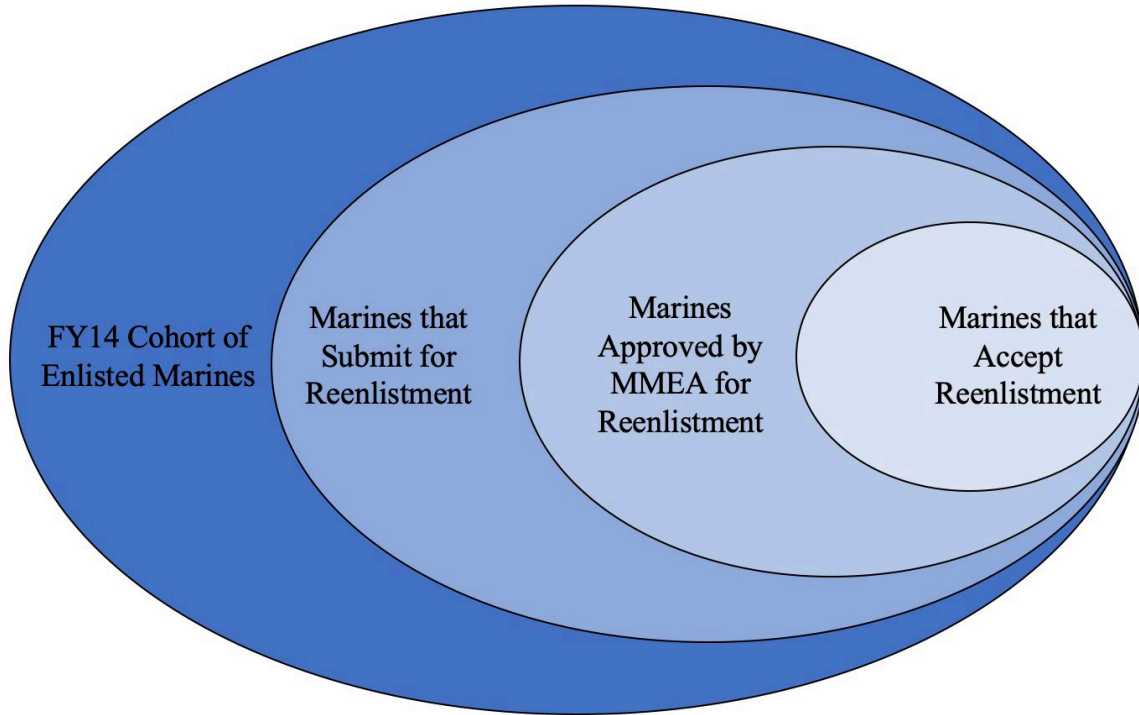 FY14 Cohort of
Enlisted Marines
Marines that
Submit for
Reenlistment
Marines
Approved by
MMEA for
Reenlistment
Marines that
Accept
Reenlistment